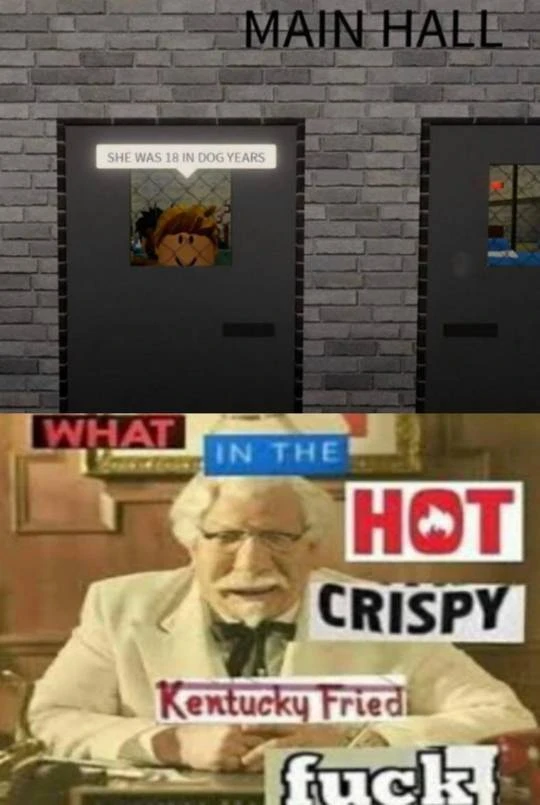 MAIN HALL
SHE WAS 18 IN DOG YEARS
WHAT
IN THE
HOT
CRISPY
Kentucky Fried
fuck